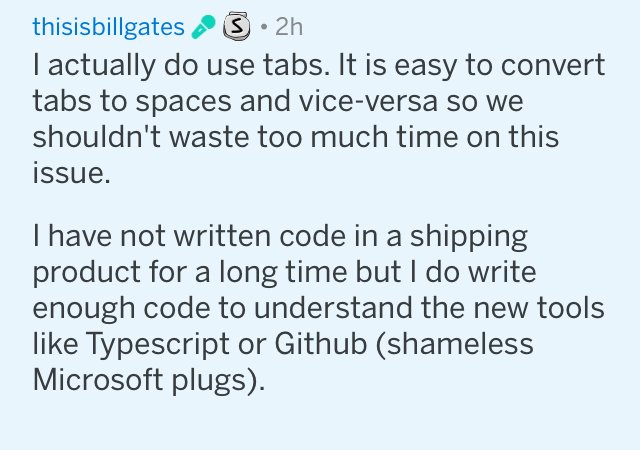 thisisbillgates S • 2h
I actually do use tabs. It is easy to convert
tabs to spaces and vice-versa so we
shouldn't waste too much time on this
issue.
I have not written code in a shipping
product for a long time but I do write
enough code to understand the new tools
like Typescript or Github (shameless
Microsoft plugs).